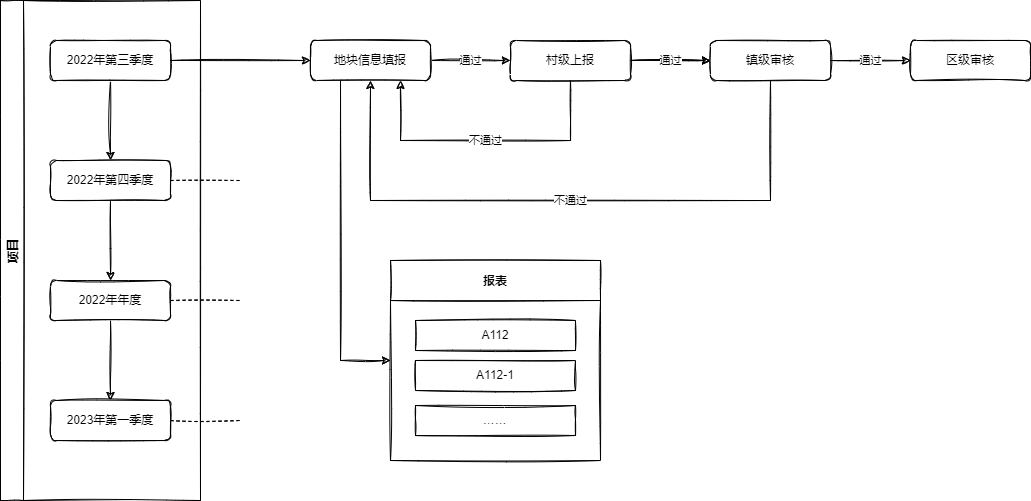 项目
2022年第三季度
地块信息填报
通过
村级上报
通过
镇级审核
通过
区级审核
不通过
2022年第四季度
不通过
报表
2022年年度
A112
A112-1
2023年第一季度
……